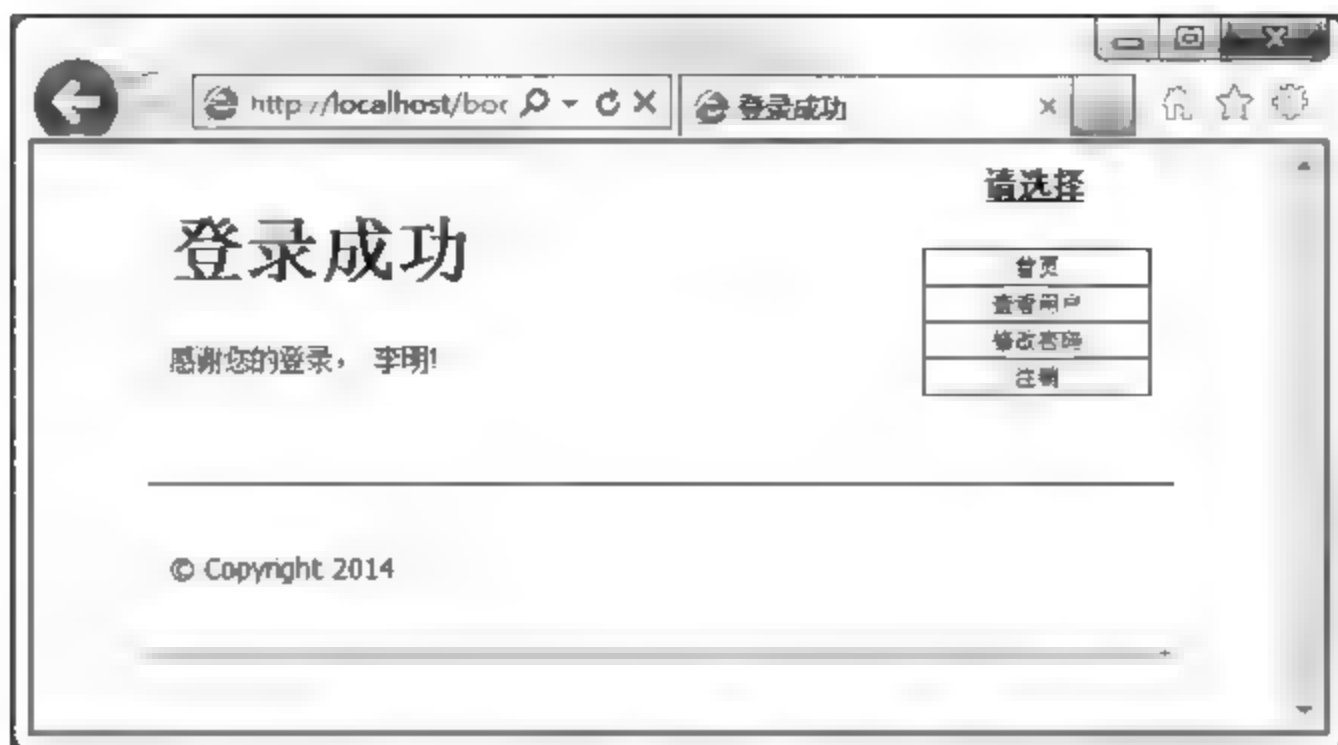 http://localhost/boc
登录成功
请选择
登录成功
首页
查看用户
修改密码
注销
感谢您的登录， 李明!
© Copyright 2014